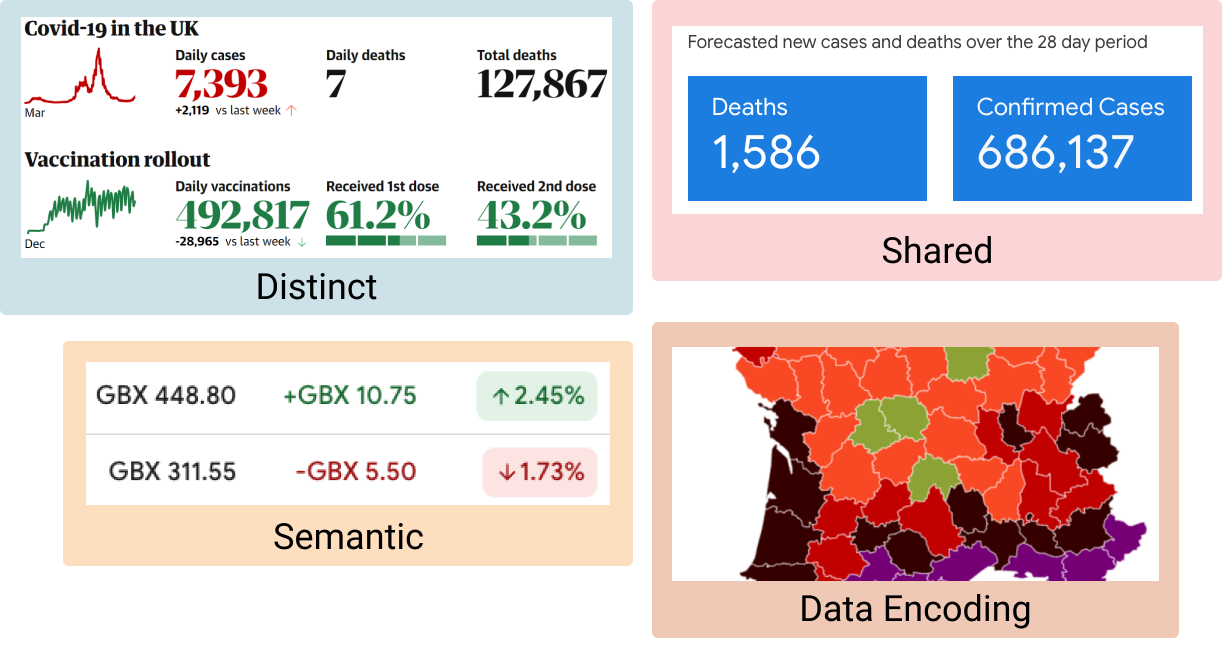 Covid-19 in the UK
Daily cases
Daily deaths
Total deaths
7,393
7
127,867
+2,119 vs last week ↑
Mar
Vaccination rollout
Daily vaccinations
Received 1st dose
Received 2nd dose
492,817
61.2%
43.2%
-28,965 vs last week ↓
Dec
Distinct
Forecasted new cases and deaths over the 28 day period
Deaths
Confirmed Cases
1,586
686,137
Shared
GBX 448.80
+GBX 10.75
↑2.45%
GBX 311.55
-GBX 5.50
↓1.73%
Semantic
Data Encoding